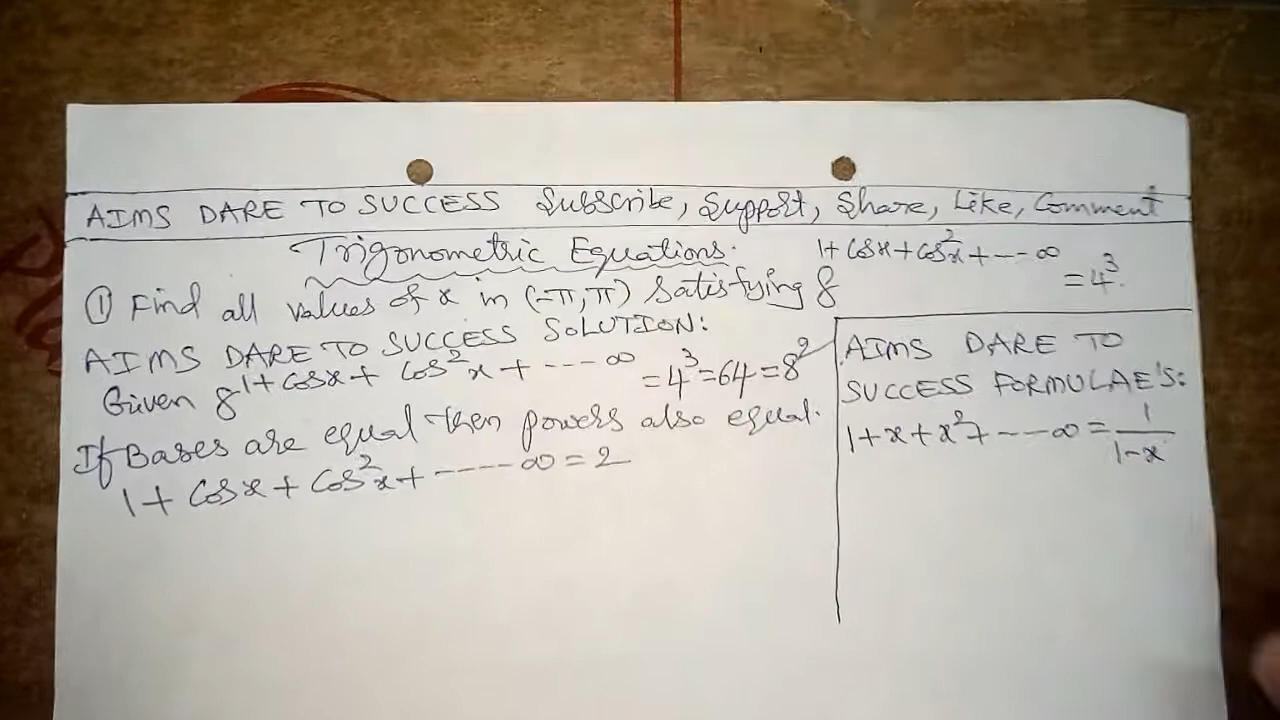 AIMS DARE TO SUCCESS Subscribe, Support, Share, Like, Comment
Trigonometric Equations.
① Find all values of x in (-π, π) satisfying 8^{1+cosx+cos²x+----∞} = 4³.
AIMS DARE TO SUCCESS SOLUTION:
Given 8^{1+cosx+cos²x+----∞} = 4³ = 64 = 8²
If Bases are equal then powers also equal.
1+cosx+cos²x+-----∞ = 2
AIMS DARE TO
SUCCESS FORMULAE'S:
1+x+x²+----∞ = 1/(1-x)